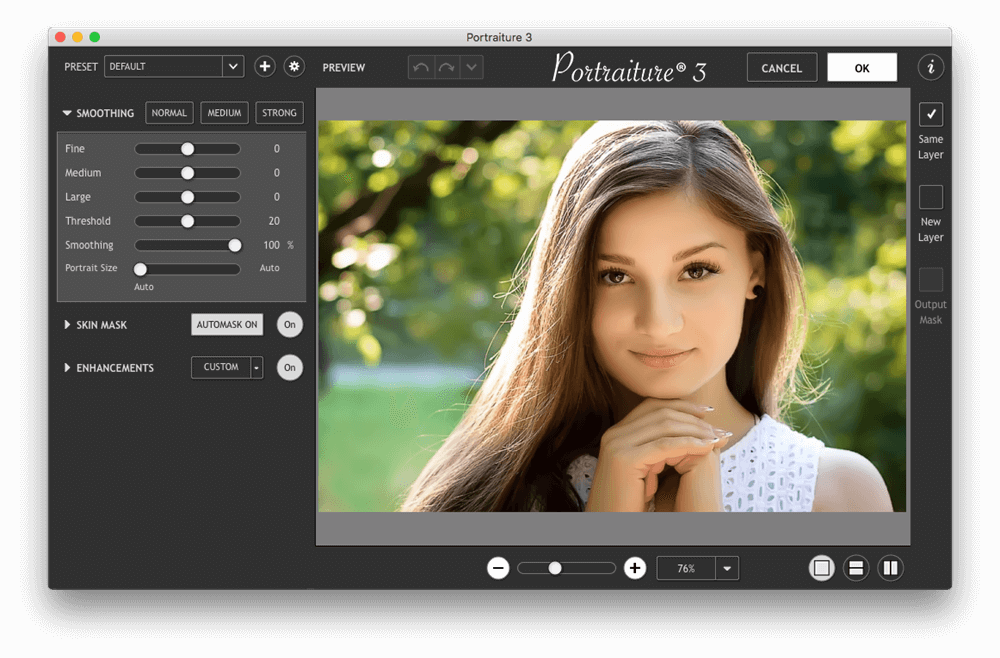 Portraiture 3
PRESET DEFAULT
PREVIEW
Portraiture® 3
CANCEL
OK
i
SMOOTHING NORMAL MEDIUM STRONG
Fine 0
Medium 0
Large 0
Threshold 20
Smoothing 100 %
Portrait Size Auto
Auto
SKIN MASK AUTOMASK ON On
ENHANCEMENTS CUSTOM On
Same
Layer
New
Layer
Output
Mask
76%